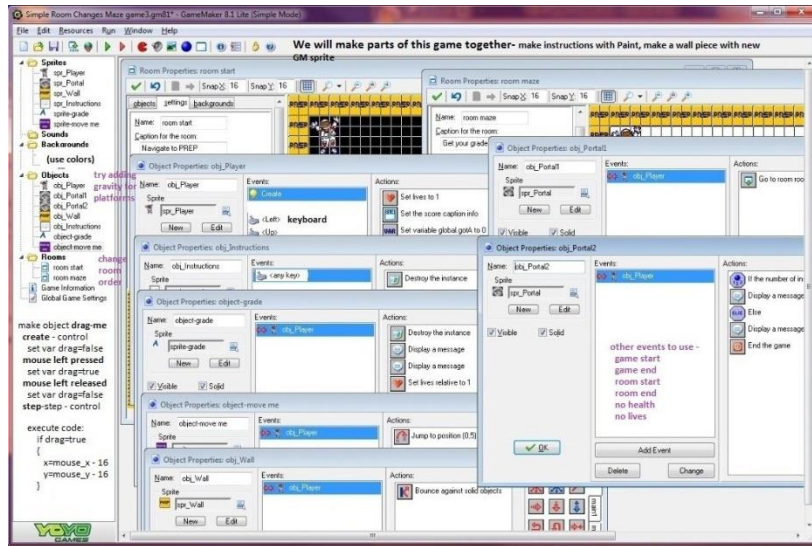 Simple Room Changes Maze game3.gm81* - GameMaker 8.1 Lite (Simple Mode)
File Edit Resources Run Window Help
We will make parts of this game together- make instructions with Paint, make a wall piece with new
GM sprite
Sprites
spr_Player
spr_Portal
spr_Wall
spr_Instructions
sprite-grade
sprite-move me
Sounds
Backgrounds
(use colors)
Objects
obj_Player
obj_Portal1
obj_Portal2
obj_Wall
obj_Instructions
object-grade
object-move me
Rooms
room start
room maze
Game Information
Global Game Settings
try adding
gravity for
platforms
change
room
order
make object drag-me
create - control
set var drag=false
mouse left pressed
set var drag=true
mouse left released
set var drag=false
step-step - control
execute code:
if drag=true
{
x=mouse_x - 16
y=mouse_y - 16
}
YOYO
GAMES
Room Properties: room start
Snap X: 16 Snap Y: 16
objects settings backgrounds
Name: room start
Caption for the room:
Navigate to PREP
Room Properties: room maze
Snap X: 16 Snap Y: 16
Name: room maze
Caption for the room:
Get your grade
Object Properties: obj_Player
Name: obj_Player
Sprite
spr_Player
New Edit
Events:
Create
<Left> keyboard
<Up>
Actions:
Set lives to 1
Set the score caption info
Set variable global.gotA to 0
Object Properties: obj_Instructions
Name: obj_Instructions
Sprite
Events:
<any key>
Actions:
Destroy the instance
Object Properties: object-grade
Name: object-grade
Sprite
sprite-grade
New Edit
Visible Solid
Events:
obj_Player
Actions:
Destroy the instance
Display a message
Display a message
Set lives relative to 1
Object Properties: object-move me
Name: object-move me
Sprite
Events:
obj_Player
Actions:
Jump to position (0,5)
Object Properties: obj_Wall
Name: obj_Wall
Sprite
spr_Wall
New Edit
Events:
obj_Player
Actions:
Bounce against solid objects
Object Properties: obj_Portal1
Name: obj_Portal1
Sprite
spr_Portal
New Edit
Visible Solid
Events:
obj_Player
Actions:
Go to room roo
Object Properties: obj_Portal2
Name: obj_Portal2
Sprite
spr_Portal
New Edit
Visible Solid
OK
Events:
obj_Player
other events to use -
game start
game end
room start
room end
no health
no lives
Add Event
Delete Change
Actions:
If the number of in
Display a message
Else
Display a message
End the game